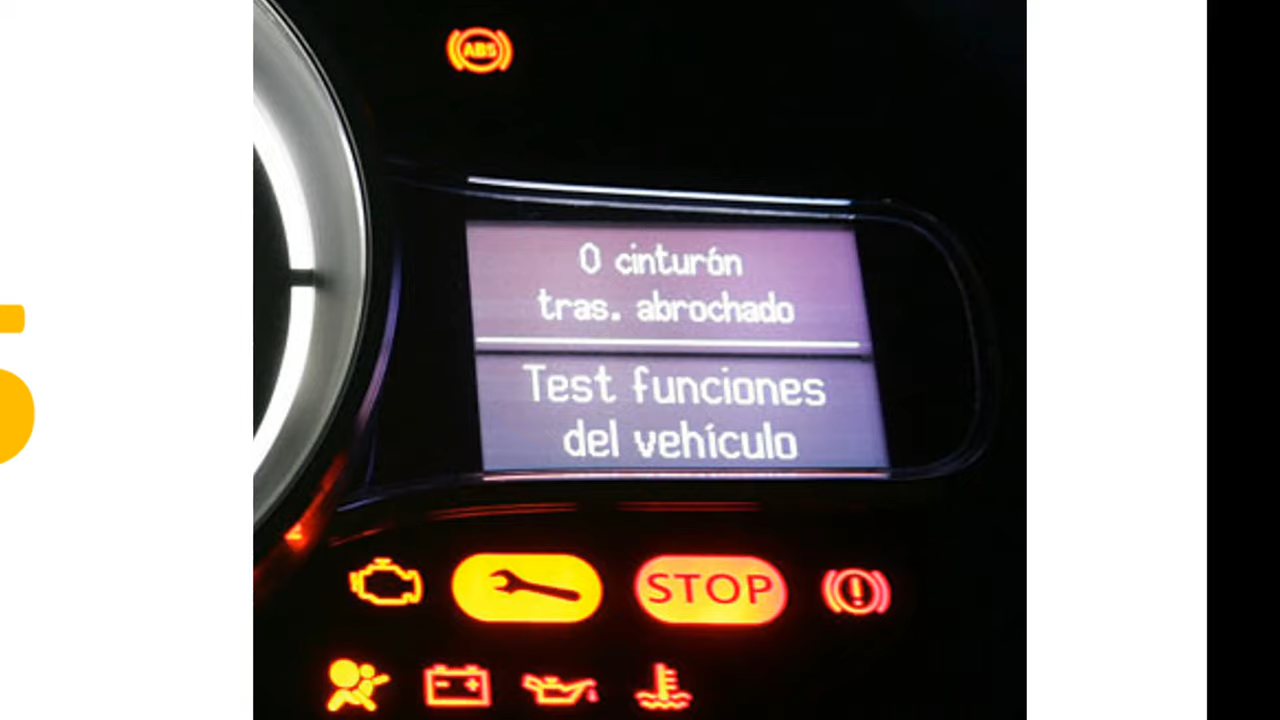 ABS
0 cinturón
tras. abrochado
Test funciones
del vehículo
STOP